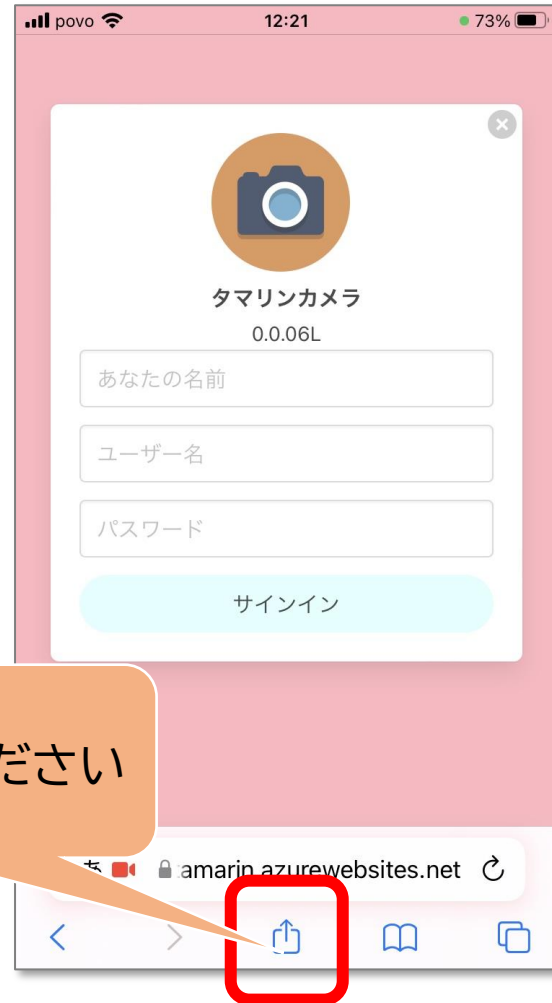 povo 12:21 73%
タマリンカメラ
0.0.06L
あなたの名前
ユーザー名
パスワード
サインイン
ださい
amarin.azurewebsites.net